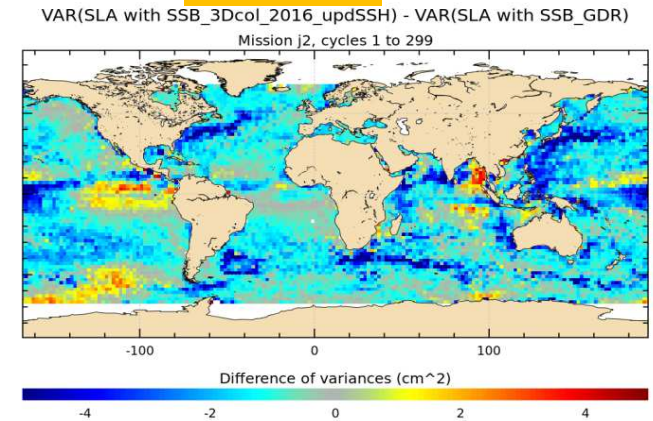 VAR(SLA with SSB_3Dcol_2016_updSSH) - VAR(SLA with SSB_GDR)
Mission j2, cycles 1 to 299
-100 0 100
Difference of variances (cm^2)
-4 -2 0 2 4